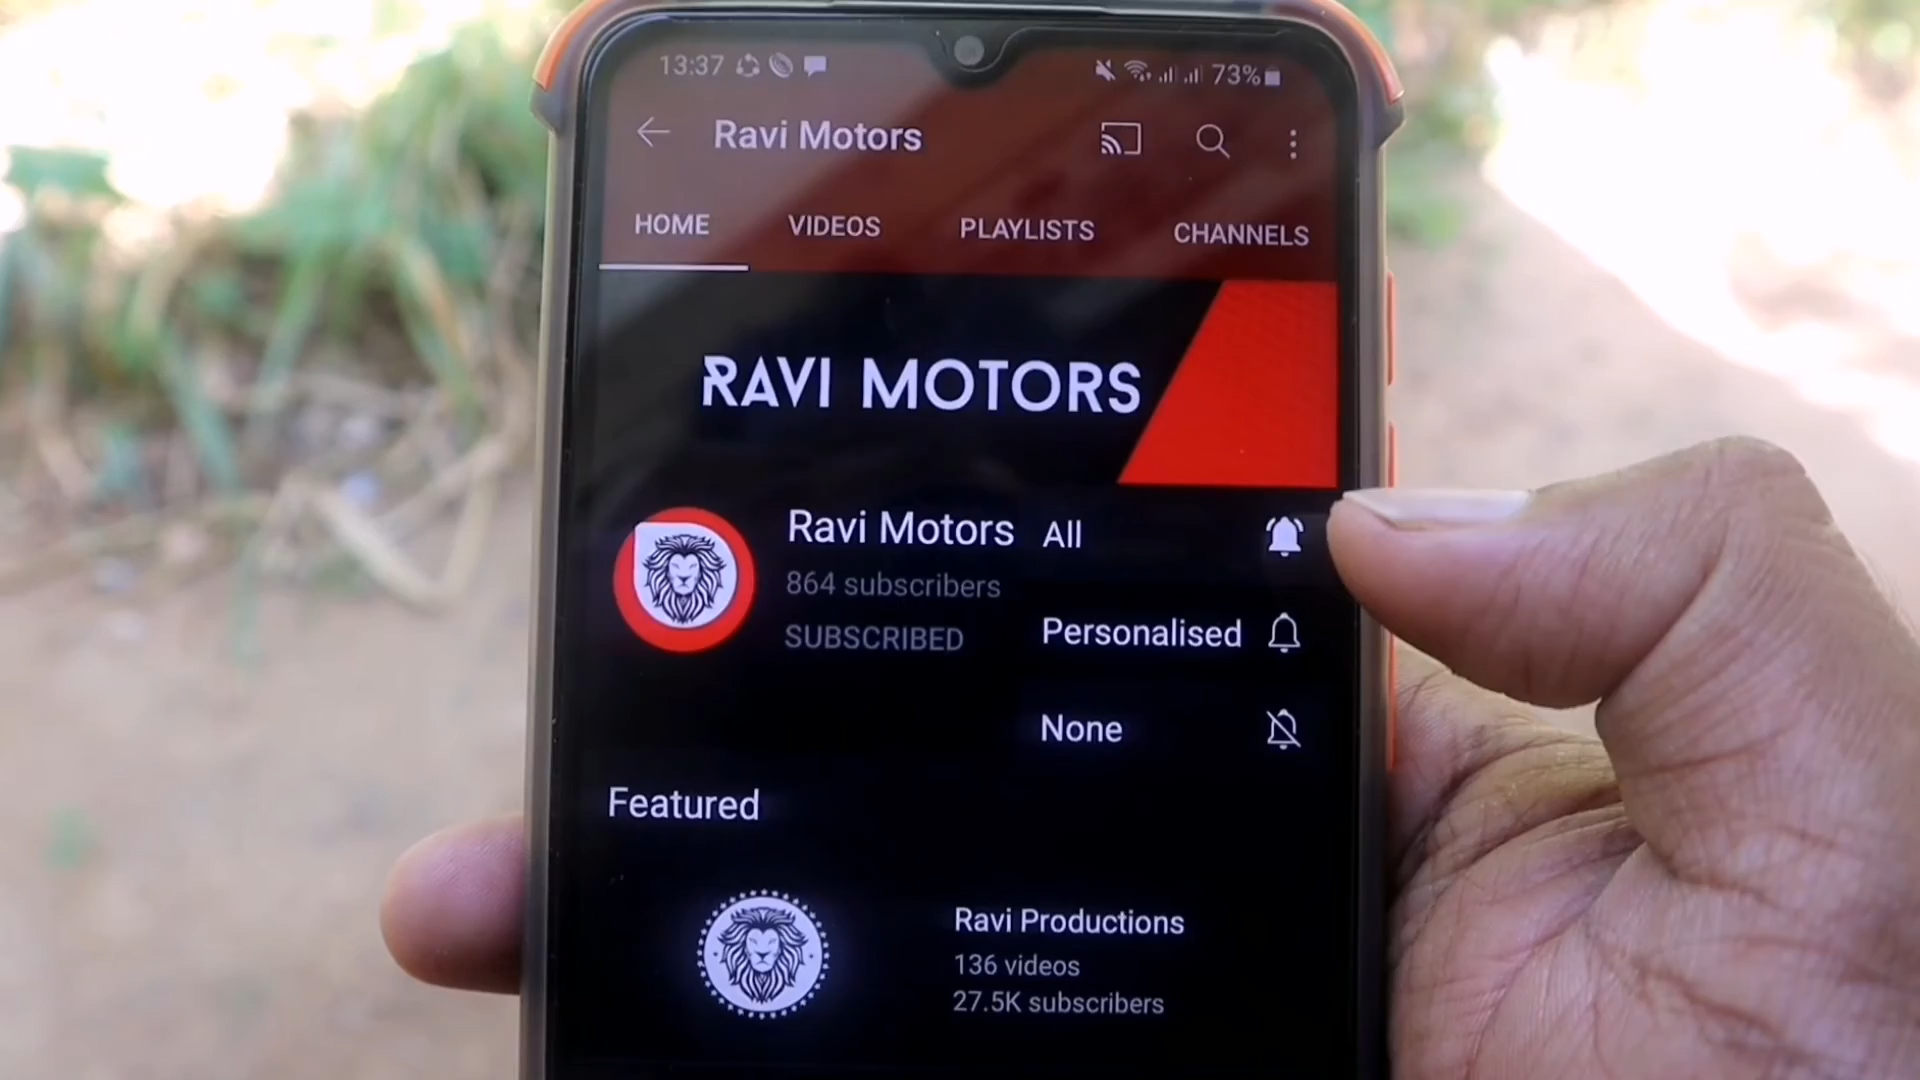 13:37
73%
Ravi Motors
HOME VIDEOS PLAYLISTS CHANNELS
RAVI MOTORS
Ravi Motors
864 subscribers
SUBSCRIBED
All
Personalised
None
Featured
Ravi Productions
136 videos
27.5K subscribers